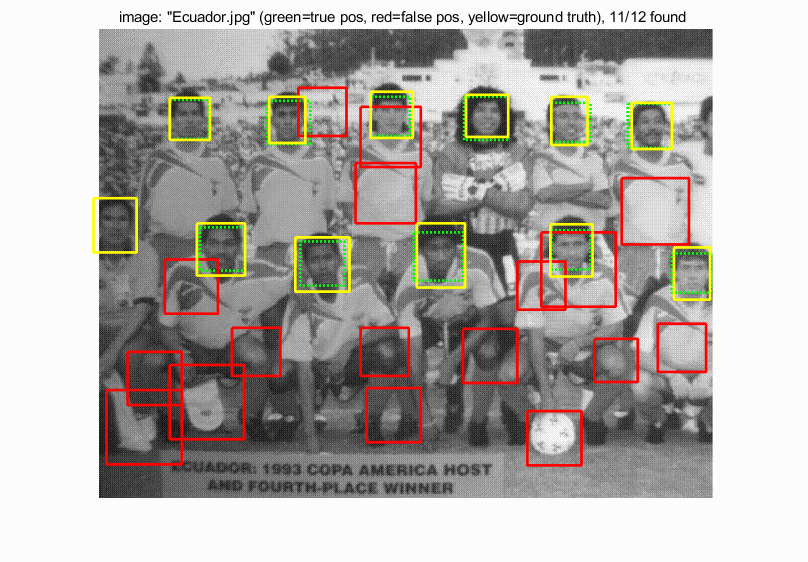 image: "Ecuador.jpg" (green=true pos, red=false pos, yellow=ground truth), 11/12 found
ECUADOR: 1993 COPA AMERICA HOST
AND FOURTH-PLACE WINNER